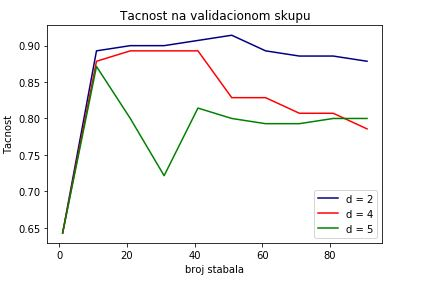 Tacnost na validacionom skupu
0.90
0.85
0.80
0.75
0.70
0.65
Tacnost
0 20 40 60 80
broj stabala
d = 2
d = 4
d = 5